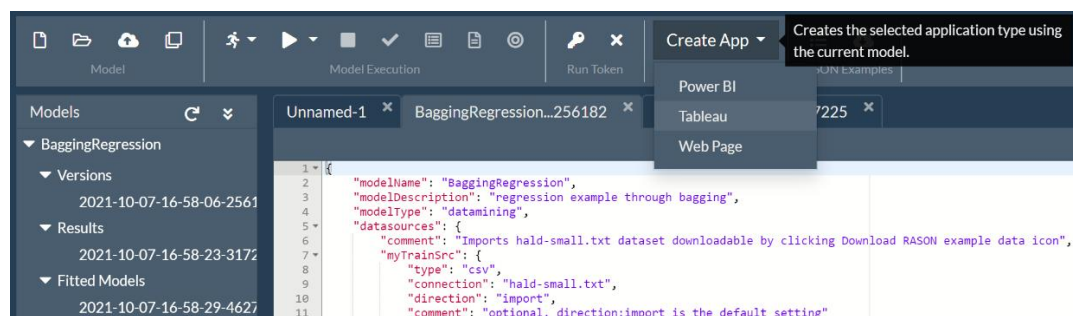 Create App
Creates the selected application type using
the current model.
Model
Model Execution
Run Token
SON Examples
Power BI
Tableau
Web Page
Models
Unnamed-1
BaggingRegression...256182
7225
BaggingRegression
Versions
2021-10-07-16-58-06-2561
Results
2021-10-07-16-58-23-3172
Fitted Models
2021-10-07-16-58-29-4627
1 {
2 "modelName": "BaggingRegression",
3 "modelDescription": "regression example through bagging",
4 "modelType": "datamining",
5 "datasources": {
6 "comment": "Imports hald-small.txt dataset downloadable by clicking Download RASON example data icon",
7 "myTrainSrc": {
8 "type": "csv",
9 "connection": "hald-small.txt",
10 "direction": "import",
11 "comment": "optional, direction:import is the default setting"